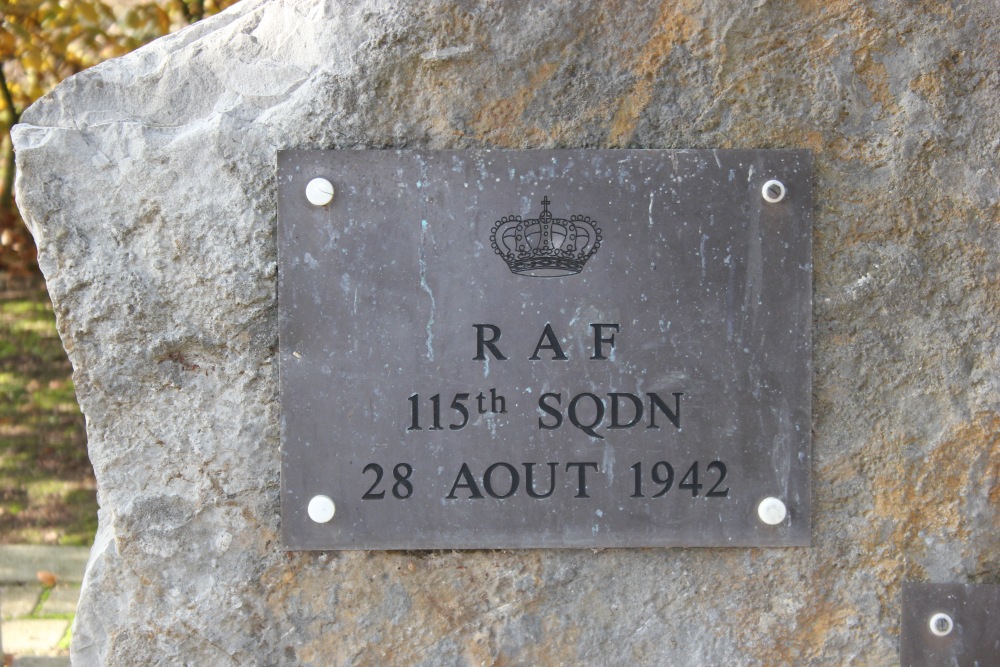 R A F
115th SQDN
28 AOUT 1942